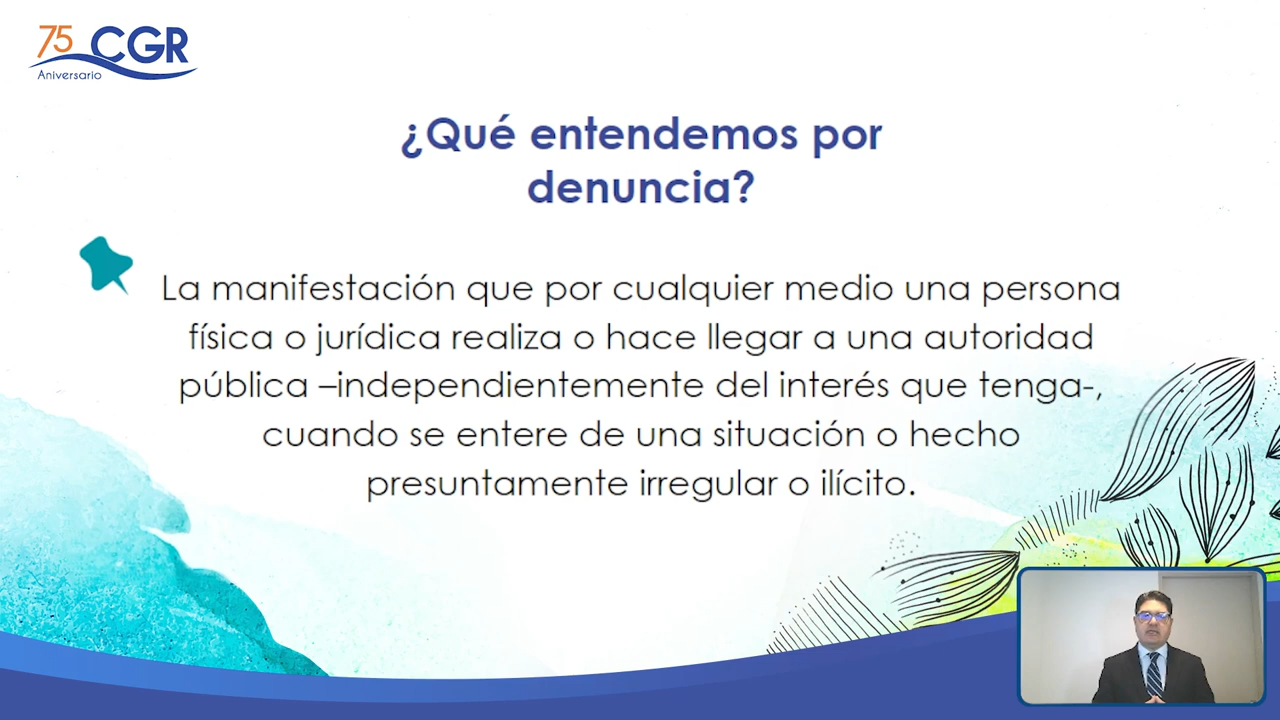 75 CGR
Aniversario
¿Qué entendemos por
denuncia?
La manifestación que por cualquier medio una persona
física o jurídica realiza o hace llegar a una autoridad
pública –independientemente del interés que tenga-,
cuando se entere de una situación o hecho
presuntamente irregular o ilícito.